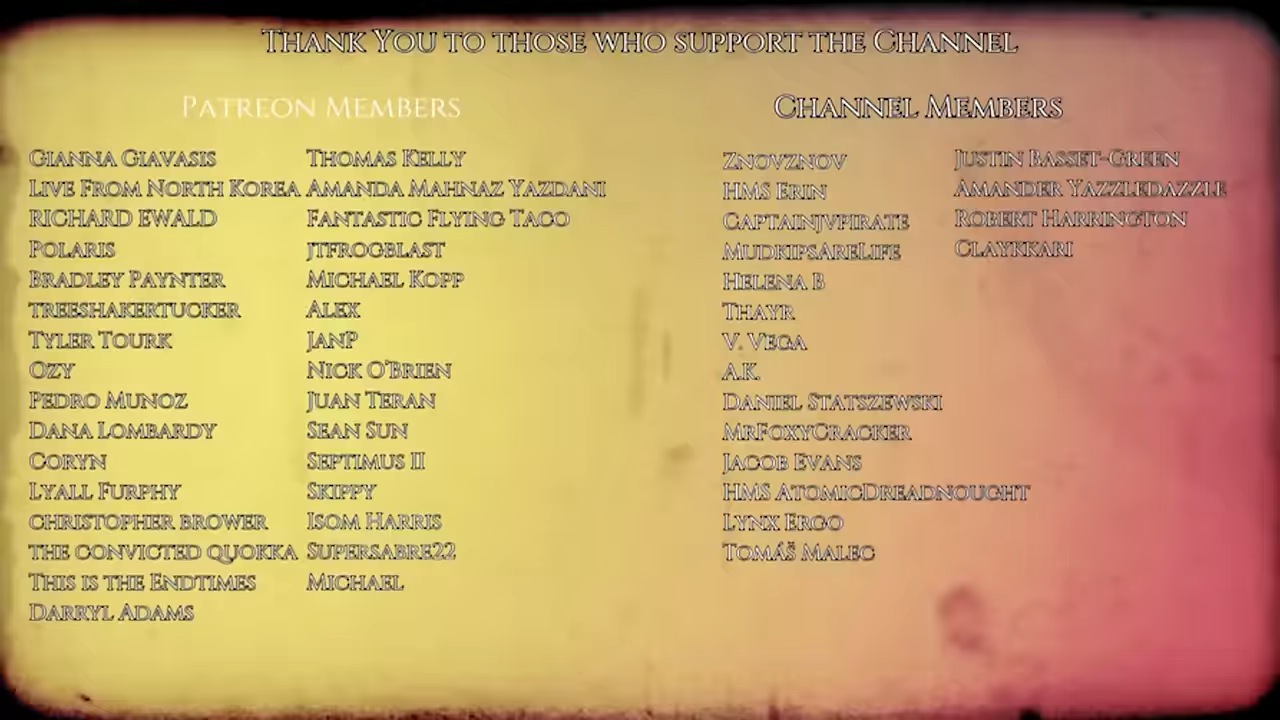 Thank You to those who support the Channel
Patreon Members
Gianna Giavasis
Live From North Korea
RICHARD EWALD
Polaris
Bradley Paynter
treeshakertucker
Tyler Tourk
Ozy
Pedro Munoz
Dana Lombardy
Coryn
Lyall Furphy
christopher brower
the convicted quokka
This is the Endtimes
Darryl Adams
Thomas Kelly
Amanda Mahnaz Yazdani
Fantastic Flying Taco
jtfrogblast
Michael Kopp
Alex
JanP
Nick O'Brien
Juan Teran
Sean Sun
Septimus II
Skippy
Isom Harris
Supersabre22
Michael
Channel Members
Znovznov
HMS Erin
captainjvpirate
MudkipsAreLife
Helena B
Thayr
V. Vega
A.K.
Daniel Statszewski
MrFoxyCracker
Jacob Evans
HMS AtomicDreadnought
Lynx Ergo
Tomáš Malec
Justin Basset-Green
Amander Yazzledazzle
Robert Harrington
Claykkari